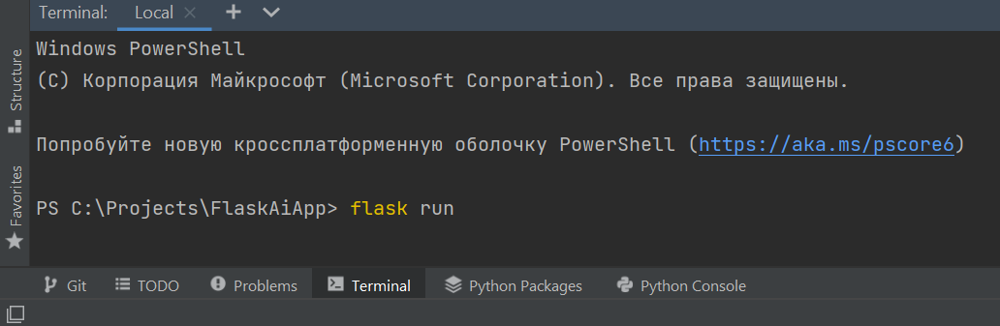 Terminal: Local
Windows PowerShell
(C) Корпорация Майкрософт (Microsoft Corporation). Все права защищены.
Попробуйте новую кроссплатформенную оболочку PowerShell (https://aka.ms/pscore6)
PS C:\Projects\FlaskAiApp> flask run
Structure
Favorites
Git TODO Problems Terminal Python Packages Python Console